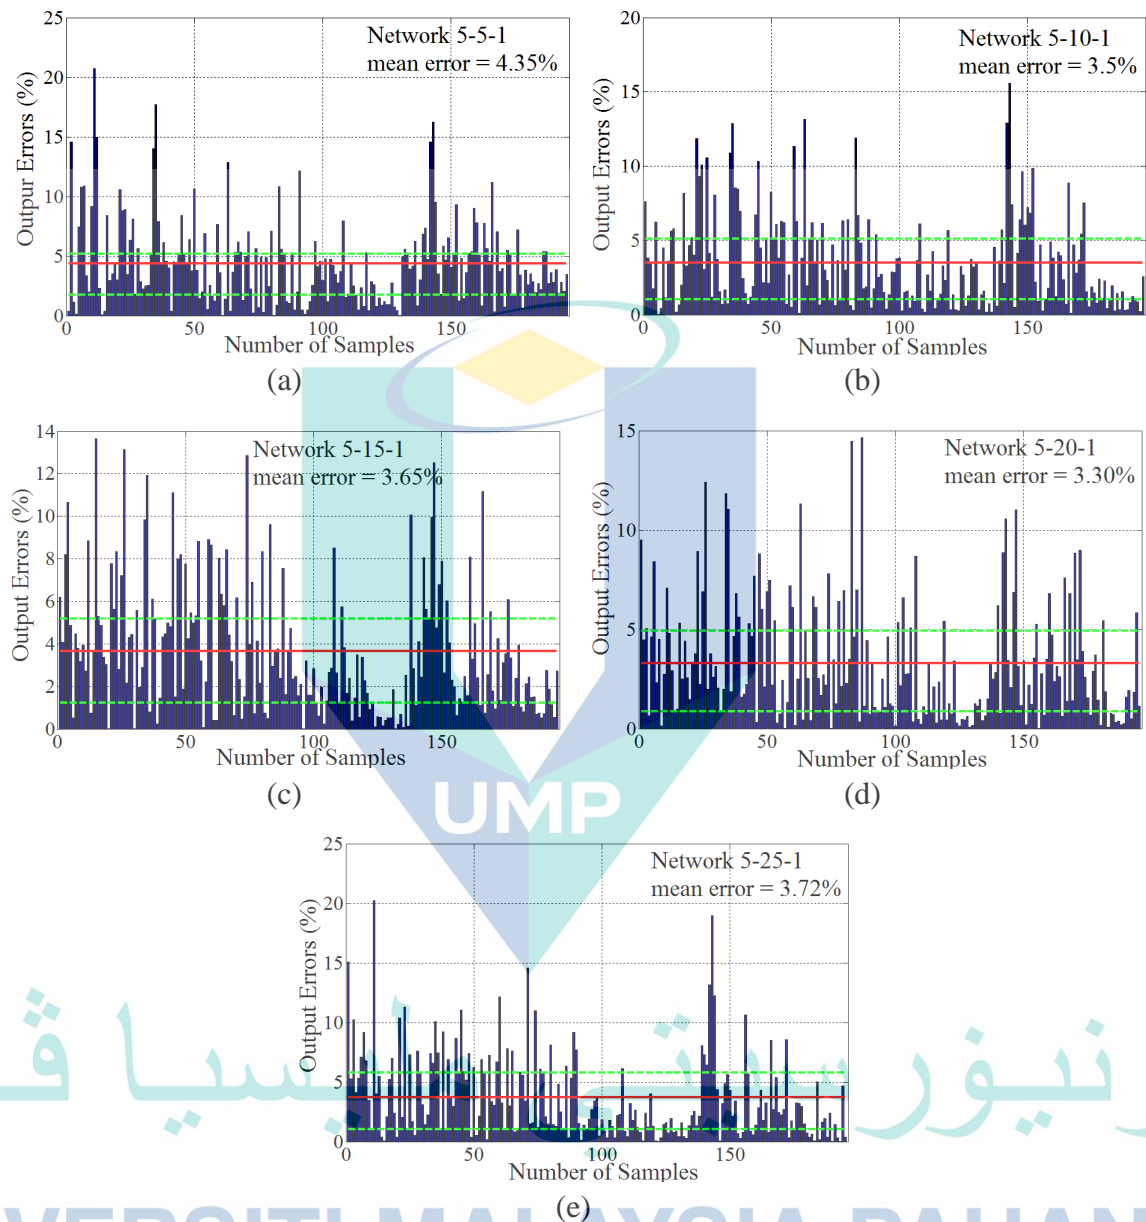 25
20
15
10
5
0
0
50
100
150
Outpur Errors (%)
Network 5-5-1
mean error = 4.35%
Number of Samples
(a)
20
15
10
5
0
0
50
100
150
Output Errors (%)
Network 5-10-1
mean error = 3.5%
Number of Samples
(b)
14
12
10
8
6
4
2
0
0
50
100
150
Output Errors (%)
Network 5-15-1
mean error = 3.65%
Number of Samples
(c)
15
10
5
0
0
50
100
150
Output Errors (%)
Network 5-20-1
mean error = 3.30%
Number of Samples
(d)
UMP
25
20
15
10
5
0
0
50
100
150
Output Errors (%)
Network 5-25-1
mean error = 3.72%
Number of Samples
(e)
VERSITI MALAYSIA PAHAN